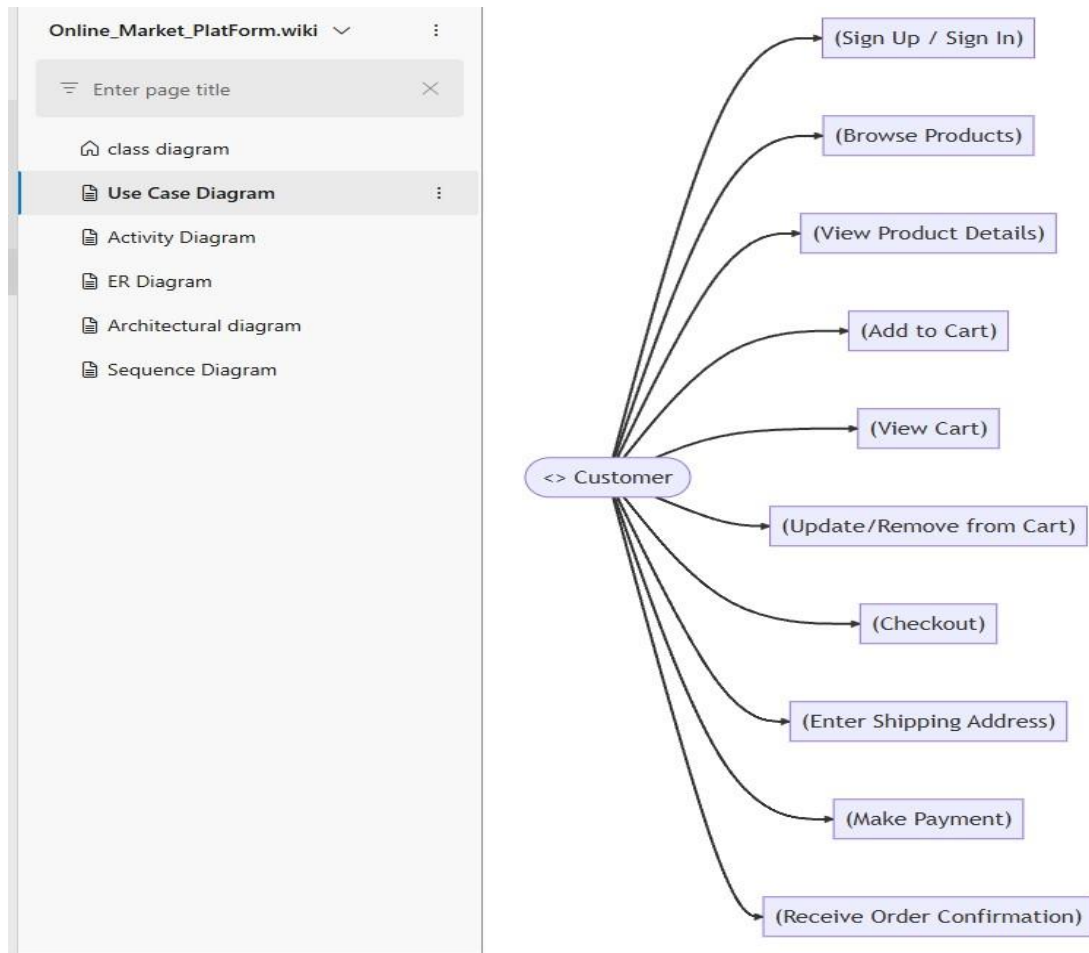 Online_Market_PlatForm.wiki
Enter page title
class diagram
Use Case Diagram
Activity Diagram
ER Diagram
Architectural diagram
Sequence Diagram
(Sign Up / Sign In)
(Browse Products)
(View Product Details)
(Add to Cart)
(View Cart)
<> Customer
(Update/Remove from Cart)
(Checkout)
(Enter Shipping Address)
(Make Payment)
(Receive Order Confirmation)